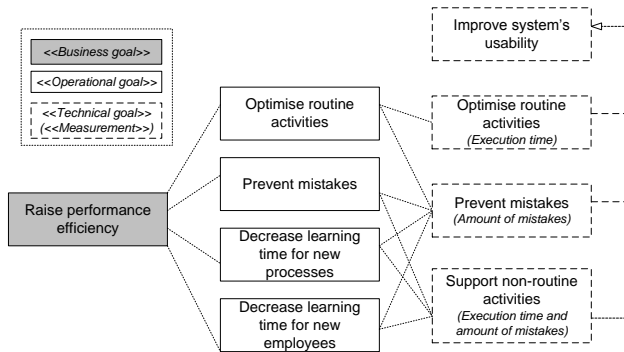 <<Business goal>>
<<Operational goal>>
<<Technical goal>>
(<<Measurement>>)
Raise performance
efficiency
Optimise routine
activities
Prevent mistakes
Decrease learning
time for new
processes
Decrease learning
time for new
employees
Improve system's
usability
Optimise routine
activities
(Execution time)
Prevent mistakes
(Amount of mistakes)
Support non-routine
activities
(Execution time and
amount of mistakes)